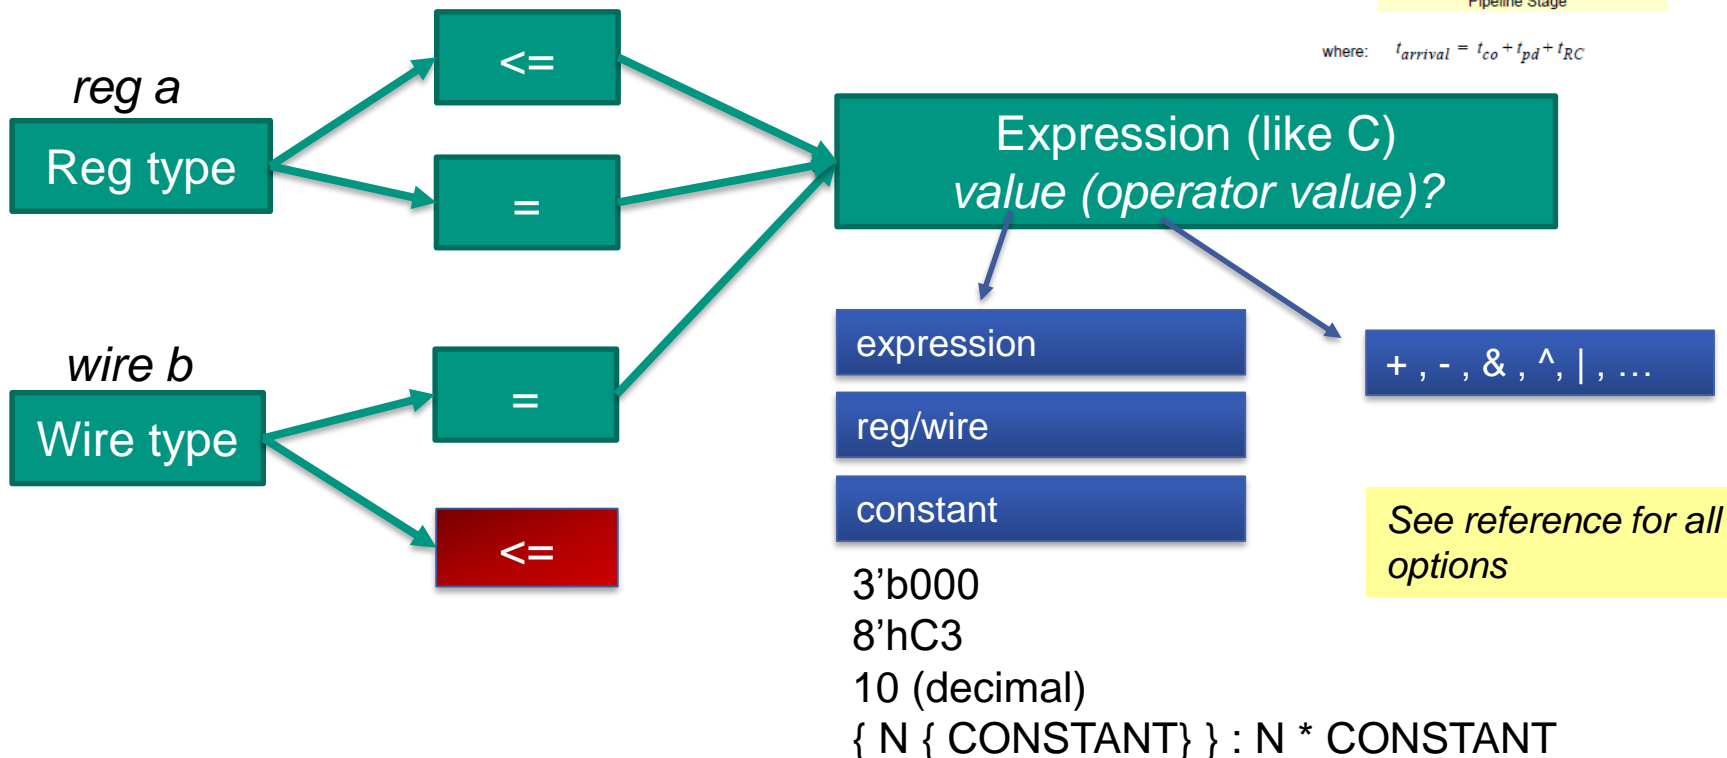 Pipeline Stage
where: t_arrival = t_co + t_pd + t_RC
reg a
Reg type
<=
=
Expression (like C)
value (operator value)?
wire b
Wire type
=
<=
expression
reg/wire
constant
+ , - , & , ^, | , …
See reference for all
options
3’b000
8’hC3
10 (decimal)
{ N { CONSTANT} } : N * CONSTANT